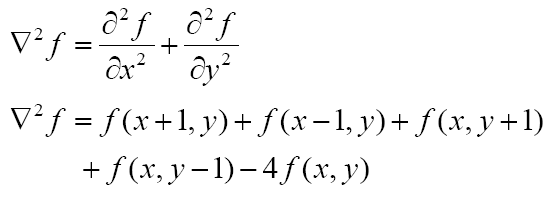 ∇²f = ∂²f/∂x² + ∂²f/∂y²
∇²f = f(x+1, y) + f(x−1, y) + f(x, y+1)
+ f(x, y−1) − 4f(x, y)